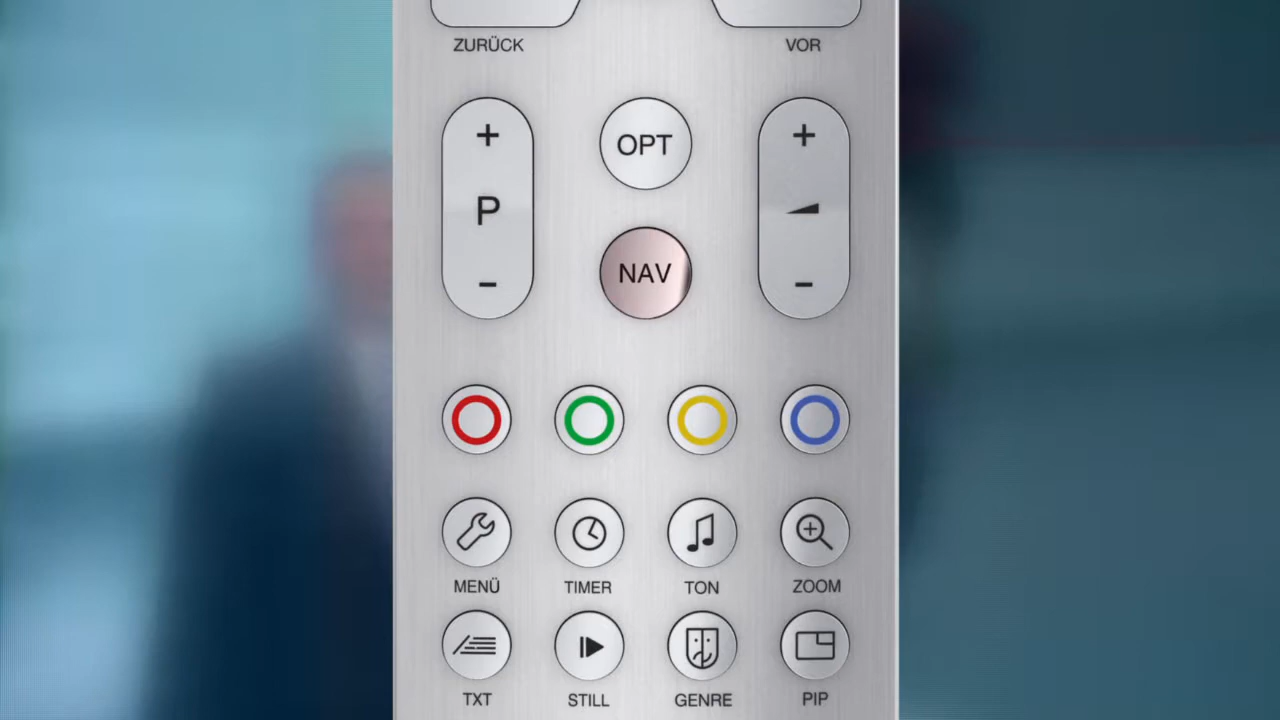 ZURÜCK VOR
+ OPT +
P
NAV
- -
MENÜ TIMER TON ZOOM
TXT STILL GENRE PIP